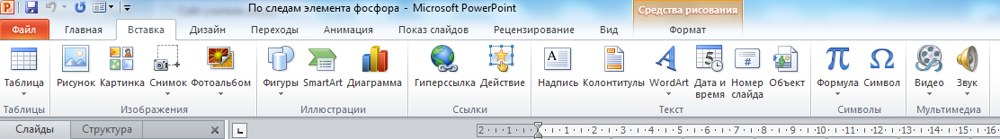 По следам элемента фосфора - Microsoft PowerPoint
Средства рисования
Файл Главная Вставка Дизайн Переходы Анимация Показ слайдов Рецензирование Вид Формат
Таблица Рисунок Картинка Снимок Фотоальбом Фигуры SmartArt Диаграмма Гиперссылка Действие Надпись Колонтитулы WordArt Дата и время Номер слайда Объект Формула Символ Видео Звук
Таблицы Изображения Иллюстрации Ссылки Текст Символы Мультимедиа
Слайды Структура 2 1 1 2 3 4 5 6 7 8 9 10 11 12 13 14 15 16